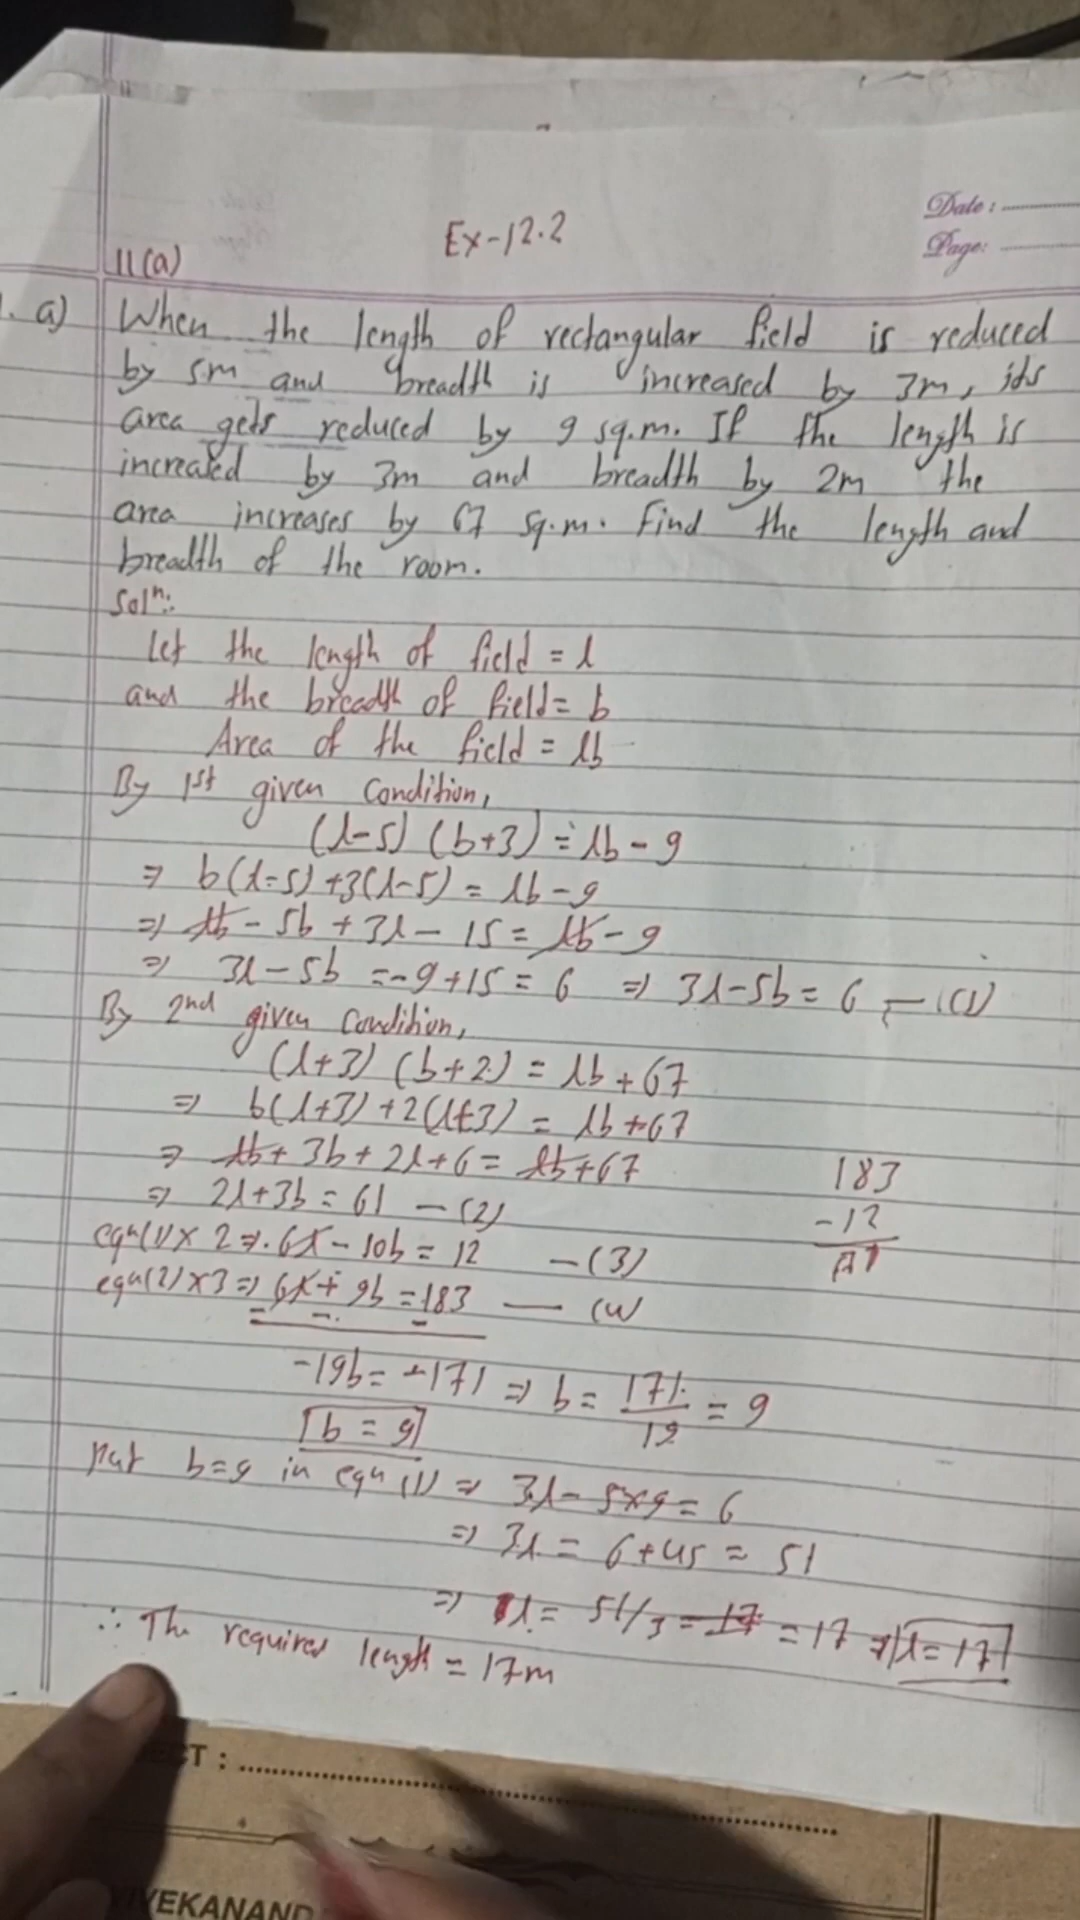 Date:
Page:
Ex-12.2
11(a)
a) When the length of rectangular field is reduced
by 5m and breadth is increased by 3m, its
area gets reduced by 9 sq.m. If the length is
increased by 3m and breadth by 2m the
area increases by 67 sq.m. Find the length and
breadth of the room.
Solⁿ:
Let the length of field = l
and the breadth of field = b
Area of the field = lb
By 1st given Condition,
(l-5) (b+3) = lb - 9
⇒ b(l-5) +3(l-5) = lb - 9
⇒ lb - 5b + 3l - 15 = lb - 9
⇒ 3l - 5b = -9 +15 = 6 ⇒ 3l-5b = 6 — (1)
By 2nd given Condition,
(l+3) (b+2) = lb + 67
⇒ b(l+3) +2(l+3) = lb +67
⇒ lb + 3b + 2l + 6 = lb + 67
183
⇒ 2l+3b = 61 — (2)
-12
eqn(1) × 2 ⇒ 6l - 10b = 12 — (3)
171
eqn(2) × 3 ⇒ 6l + 9b = 183 — (4)
- - -
-19b = -171 ⇒ b = 171/19 = 9
b = 9
Put b=9 in eqn (1) ⇒ 3l - 5×9 = 6
⇒ 3l = 6+45 = 51
⇒ l = 51/3 = 17 = 17 ⇒ l = 17
∴ The required length = 17m
CT :
VIVEKANAND